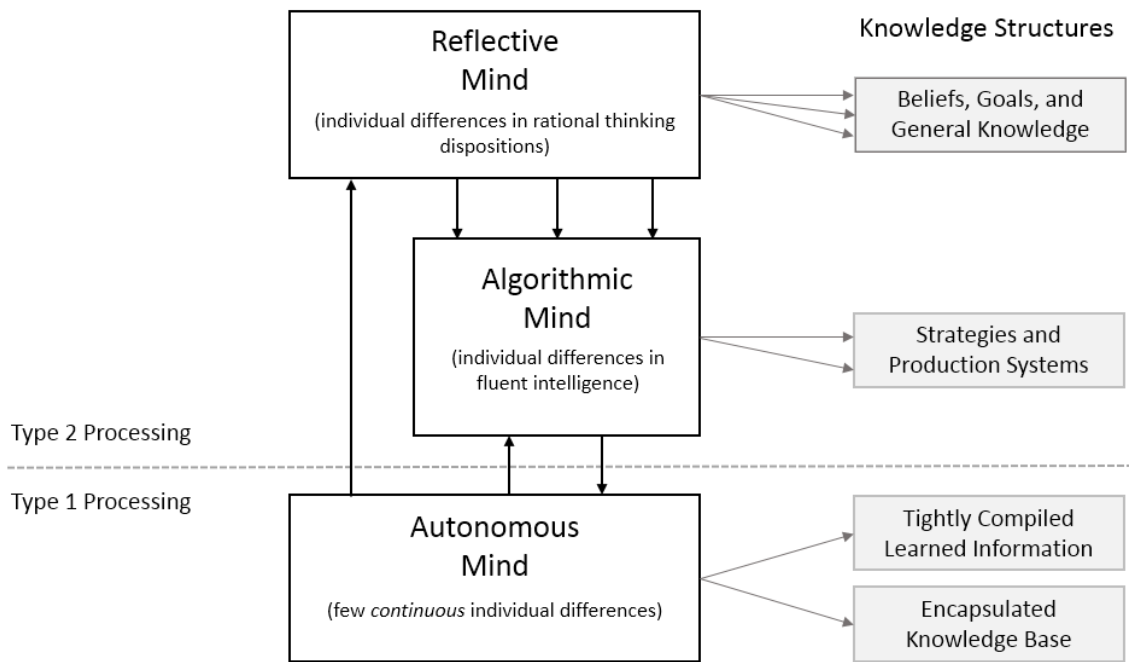 Reflective
Mind
(individual differences in rational thinking
dispositions)
Knowledge Structures
Beliefs, Goals, and
General Knowledge
Algorithmic
Mind
(individual differences in
fluent intelligence)
Strategies and
Production Systems
Type 2 Processing
Type 1 Processing
Autonomous
Mind
(few continuous individual differences)
Tightly Compiled
Learned Information
Encapsulated
Knowledge Base